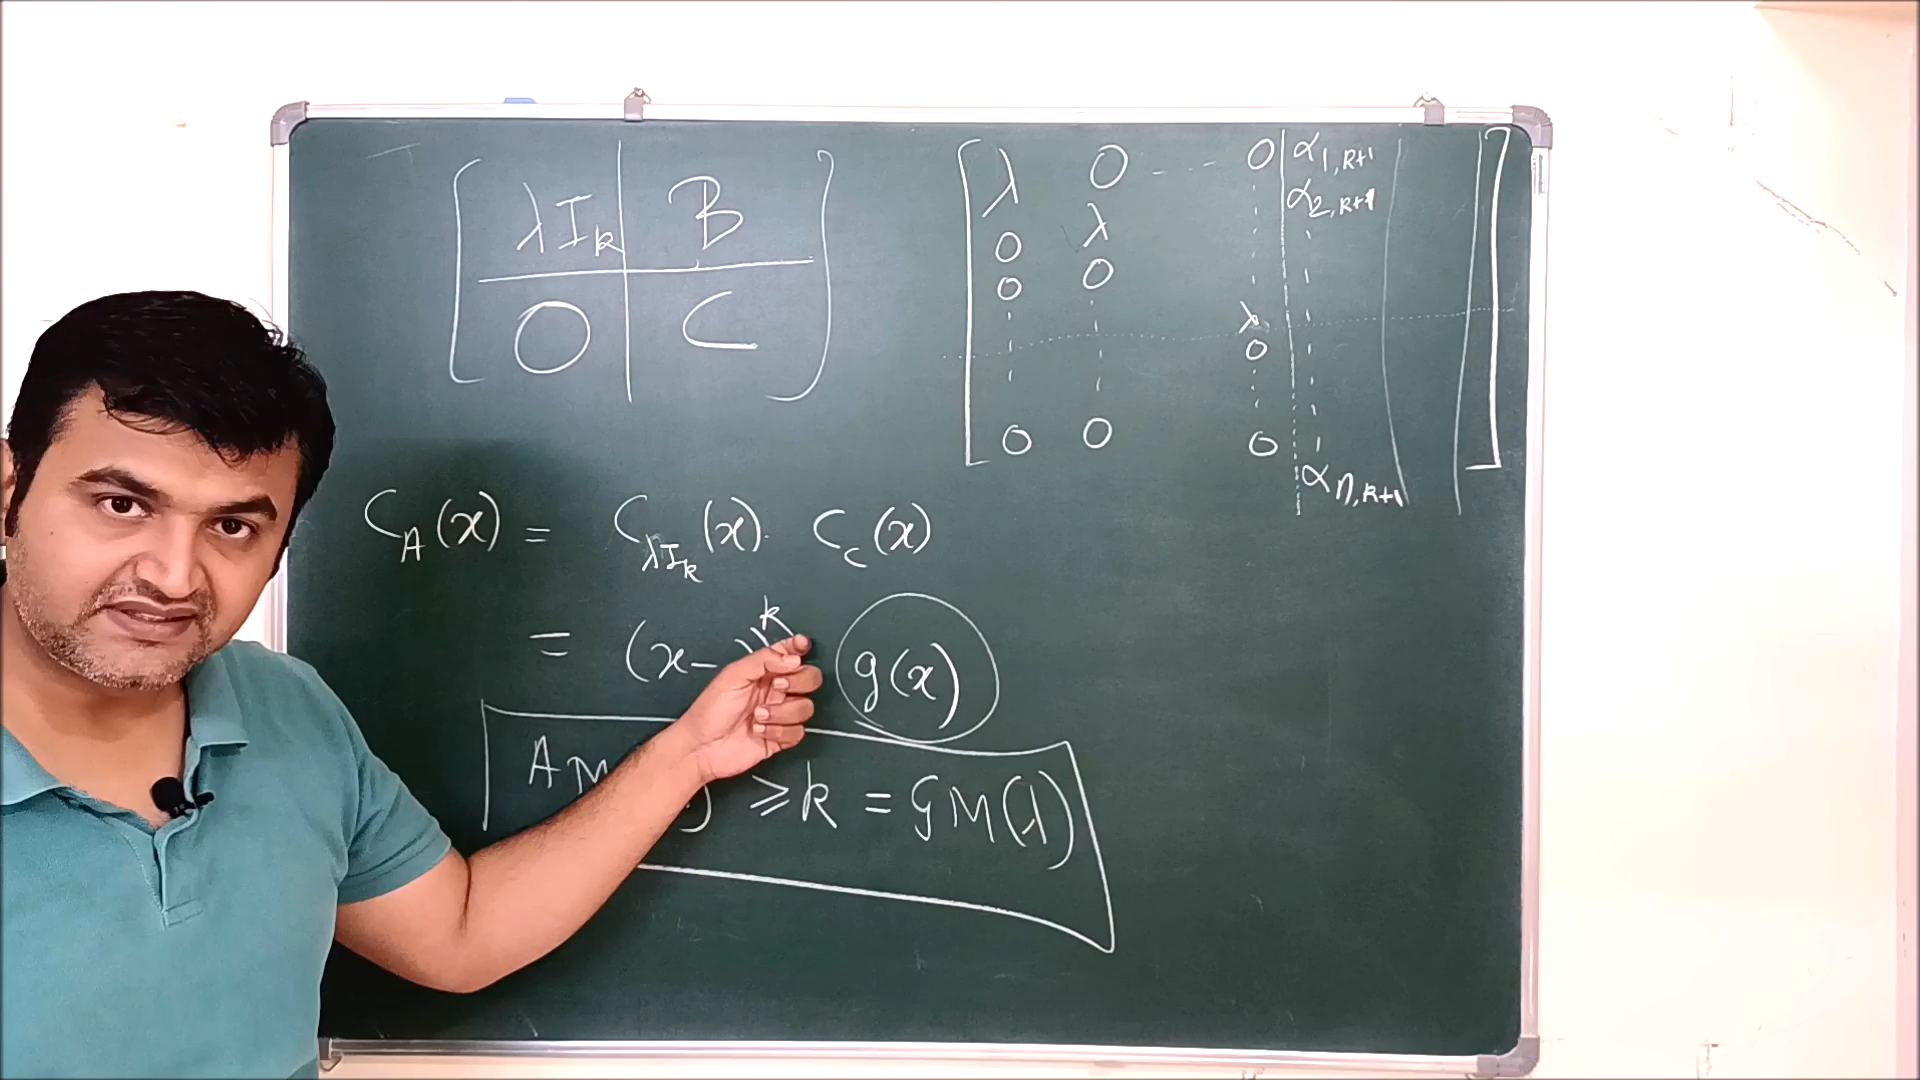 λI_k | B
O | C
λ 0 - - - 0 α_{1,k+1}
α_{2,k+1}
0 λ
0 0
λ
0
0 0 0
α_{n,k+1}
C_A(x) = C_{λI_k}(x) · C_C(x)
= (x- )^k g(x)
AM ) ≥ k = GM(λ)